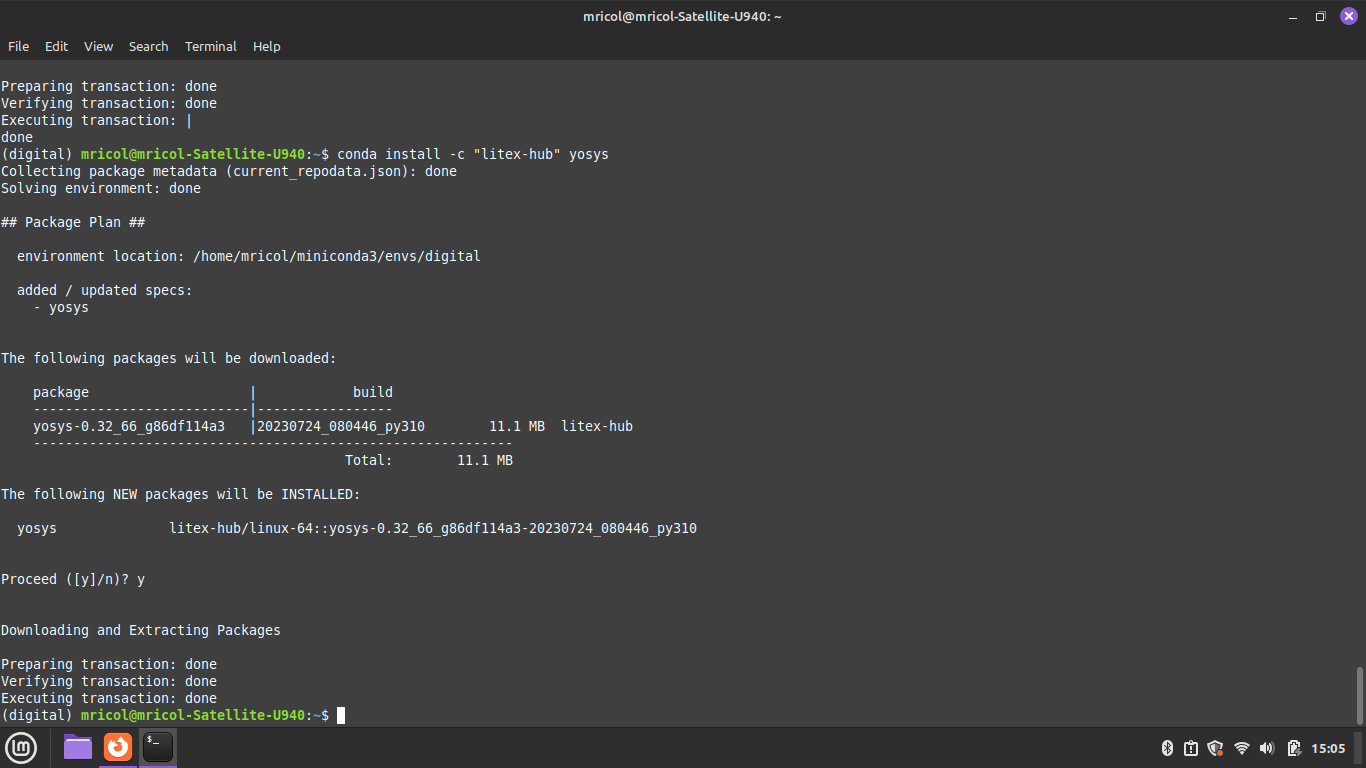 mricol@mricol-Satellite-U940: ~
File Edit View Search Terminal Help
Preparing transaction: done
Verifying transaction: done
Executing transaction: |
done
(digital) mricol@mricol-Satellite-U940:~$ conda install -c "litex-hub" yosys
Collecting package metadata (current_repodata.json): done
Solving environment: done
## Package Plan ##
environment location: /home/mricol/miniconda3/envs/digital
added / updated specs:
- yosys
The following packages will be downloaded:
package | build
---------------------------|-----------------
yosys-0.32_66_g86df114a3 |20230724_080446_py310 11.1 MB litex-hub
------------------------------------------------------------
Total: 11.1 MB
The following NEW packages will be INSTALLED:
yosys litex-hub/linux-64::yosys-0.32_66_g86df114a3-20230724_080446_py310
Proceed ([y]/n)? y
Downloading and Extracting Packages
Preparing transaction: done
Verifying transaction: done
Executing transaction: done
(digital) mricol@mricol-Satellite-U940:~$
$_
15:05